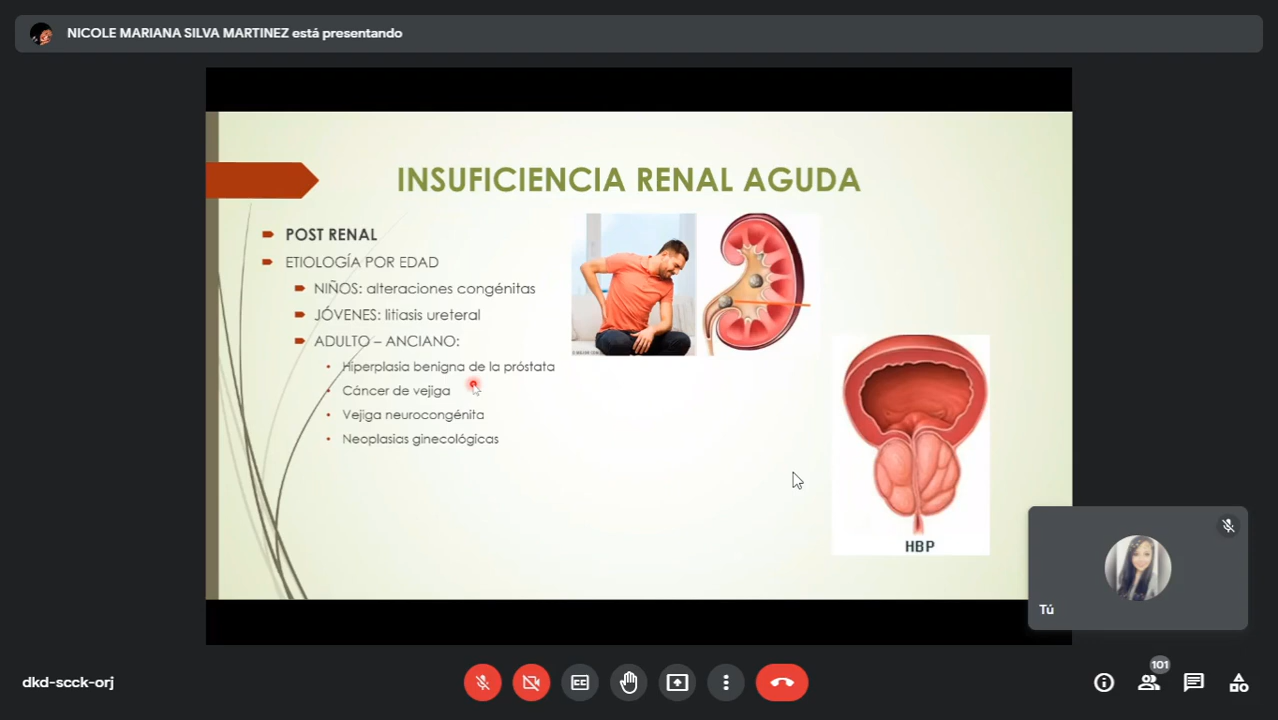 NICOLE MARIANA SILVA MARTINEZ está presentando
INSUFICIENCIA RENAL AGUDA
POST RENAL
ETIOLOGÍA POR EDAD
NIÑOS: alteraciones congénitas
JÓVENES: litiasis ureteral
ADULTO – ANCIANO:
Hiperplasia benigna de la próstata
Cáncer de vejiga
Vejiga neurocongénita
Neoplasias ginecológicas
HBP
Tú
dkd-scck-orj
CC
101